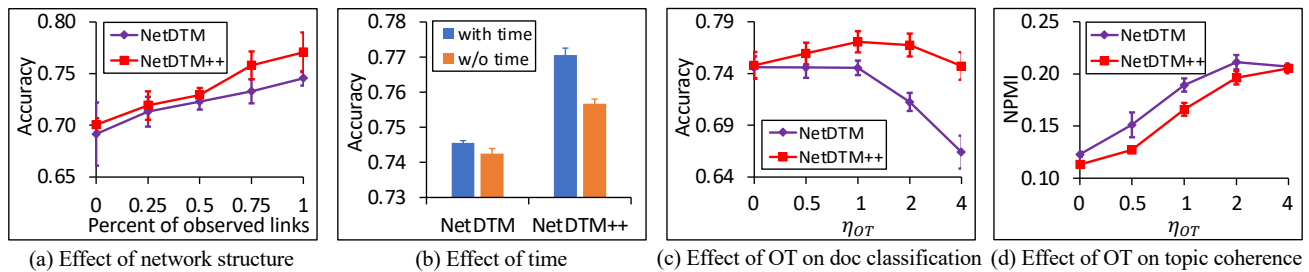 0.80
0.75
0.70
0.65
Accuracy
NetDTM
NetDTM++
0 0.25 0.5 0.75 1
Percent of observed links
(a) Effect of network structure
0.78
0.77
0.76
0.75
0.74
0.73
Accuracy
with time
w/o time
NetDTM NetDTM++
(b) Effect of time
0.79
0.74
0.69
0.64
Accuracy
NetDTM
NetDTM++
0 0.5 1 2 4
η_OT
(c) Effect of OT on doc classification
0.25
0.20
0.15
0.10
NPMI
NetDTM
NetDTM++
0 0.5 1 2 4
η_OT
(d) Effect of OT on topic coherence